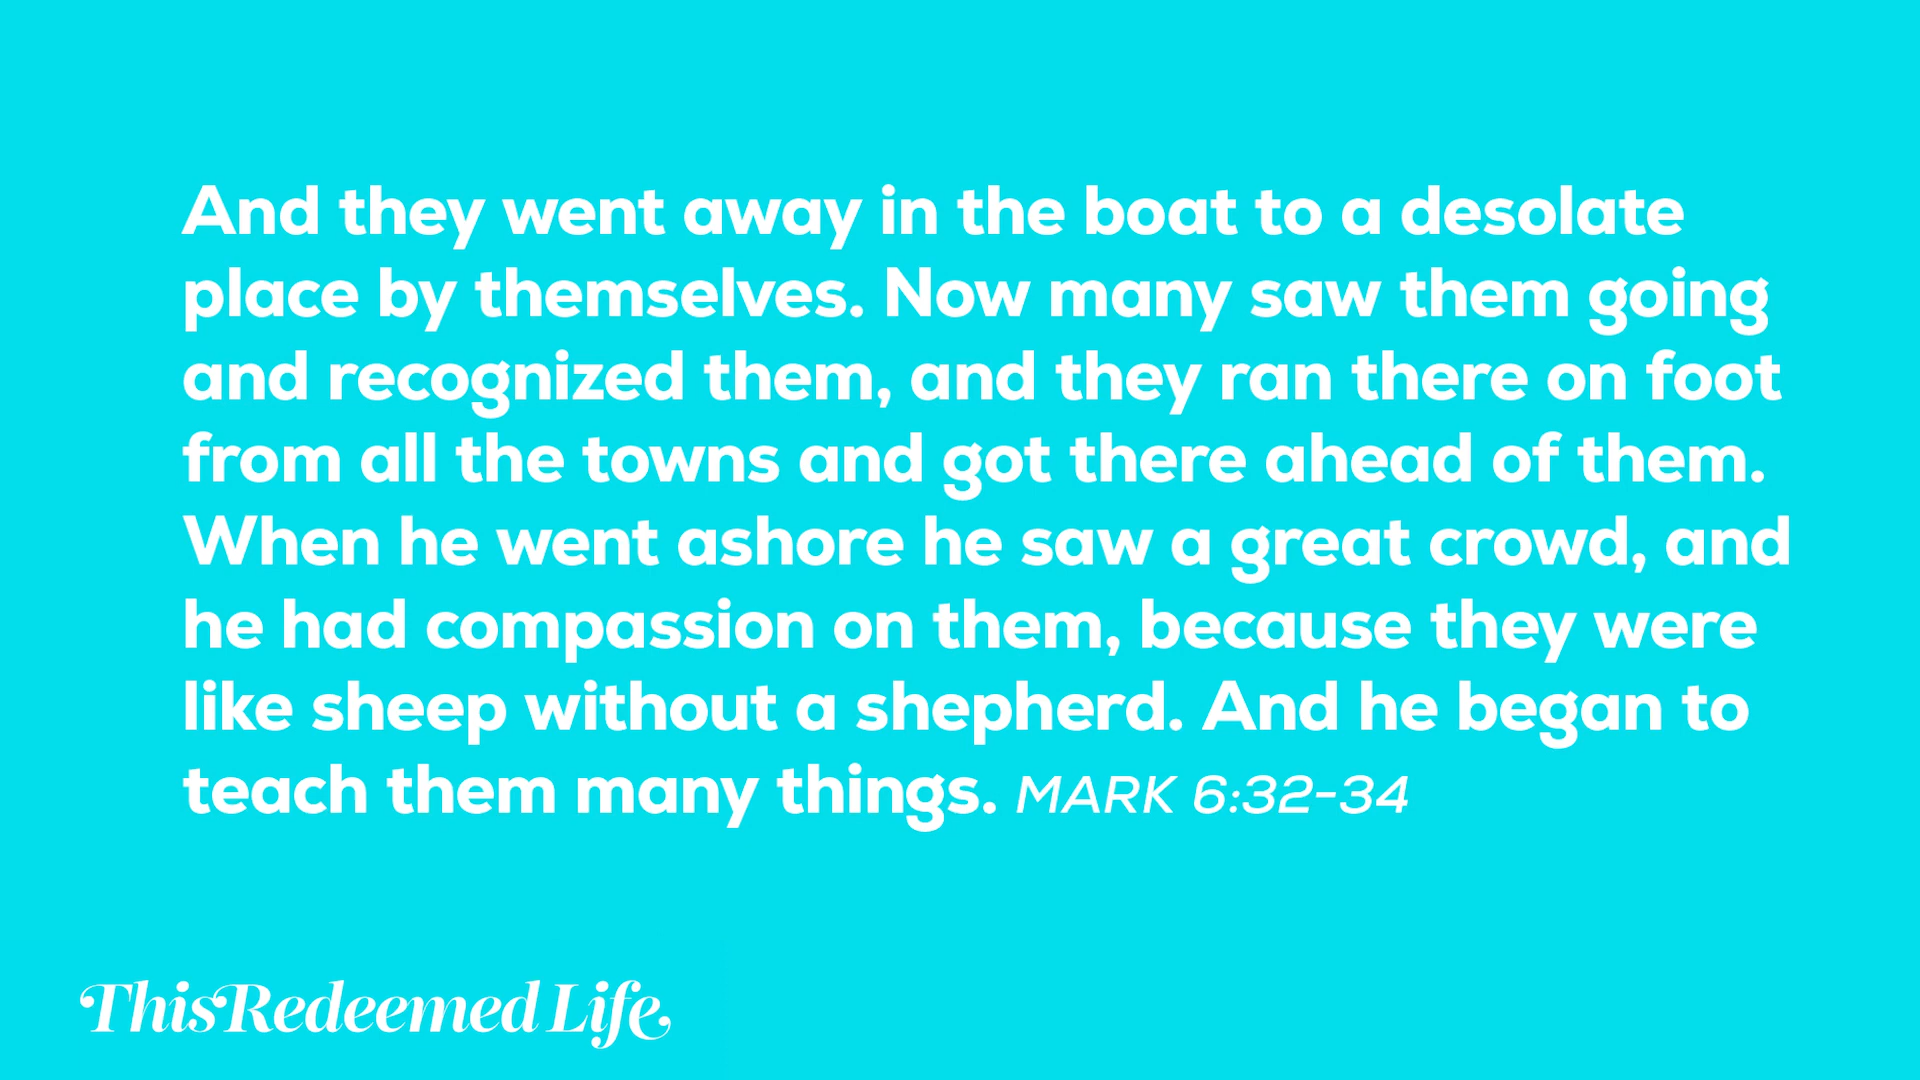 And they went away in the boat to a desolate
place by themselves. Now many saw them going
and recognized them, and they ran there on foot
from all the towns and got there ahead of them.
When he went ashore he saw a great crowd, and
he had compassion on them, because they were
like sheep without a shepherd. And he began to
teach them many things. MARK 6:32-34
This Redeemed Life.